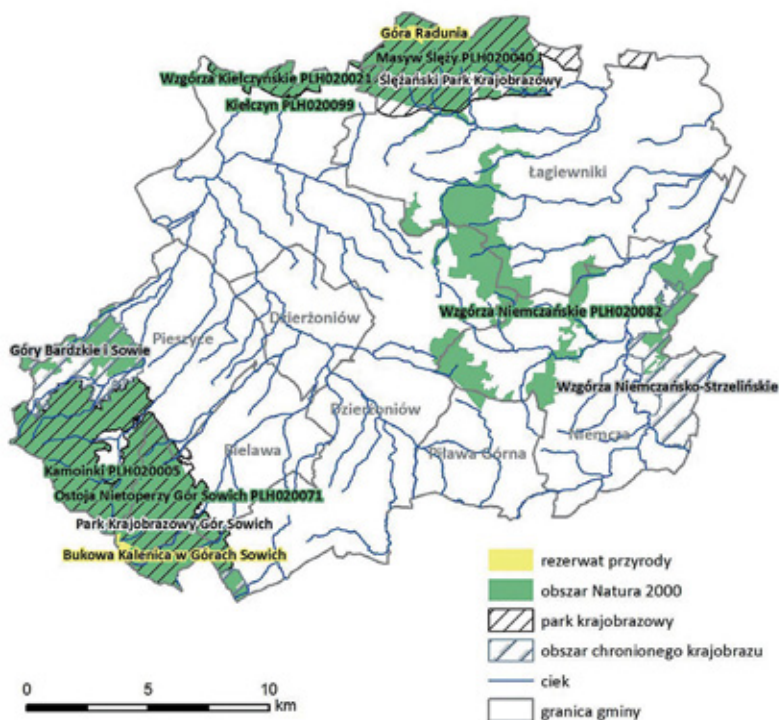 Góra Radunia
Masyw Ślęży PLH020040
Wzgórza Kiełczyńskie PLH020021
Ślężański Park Krajobrazowy
Kiełczyn PLH020099
Łagiewniki
Wzgórza Niemczańskie PLH020082
Dzierżoniów
Pieszyce
Góry Bardzkie i Sowie
Wzgórza Niemczańsko-Strzelińskie
Dzierżoniów
Niemcza
Bielawa
Piława Górna
Kamionki PLH020005
Ostoja Nietoperzy Gór Sowich PLH020071
Park Krajobrazowy Gór Sowich
Bukowa Kalenica w Górach Sowich
rezerwat przyrody
obszar Natura 2000
park krajobrazowy
obszar chronionego krajobrazu
ciek
granica gminy
0 5 10
km